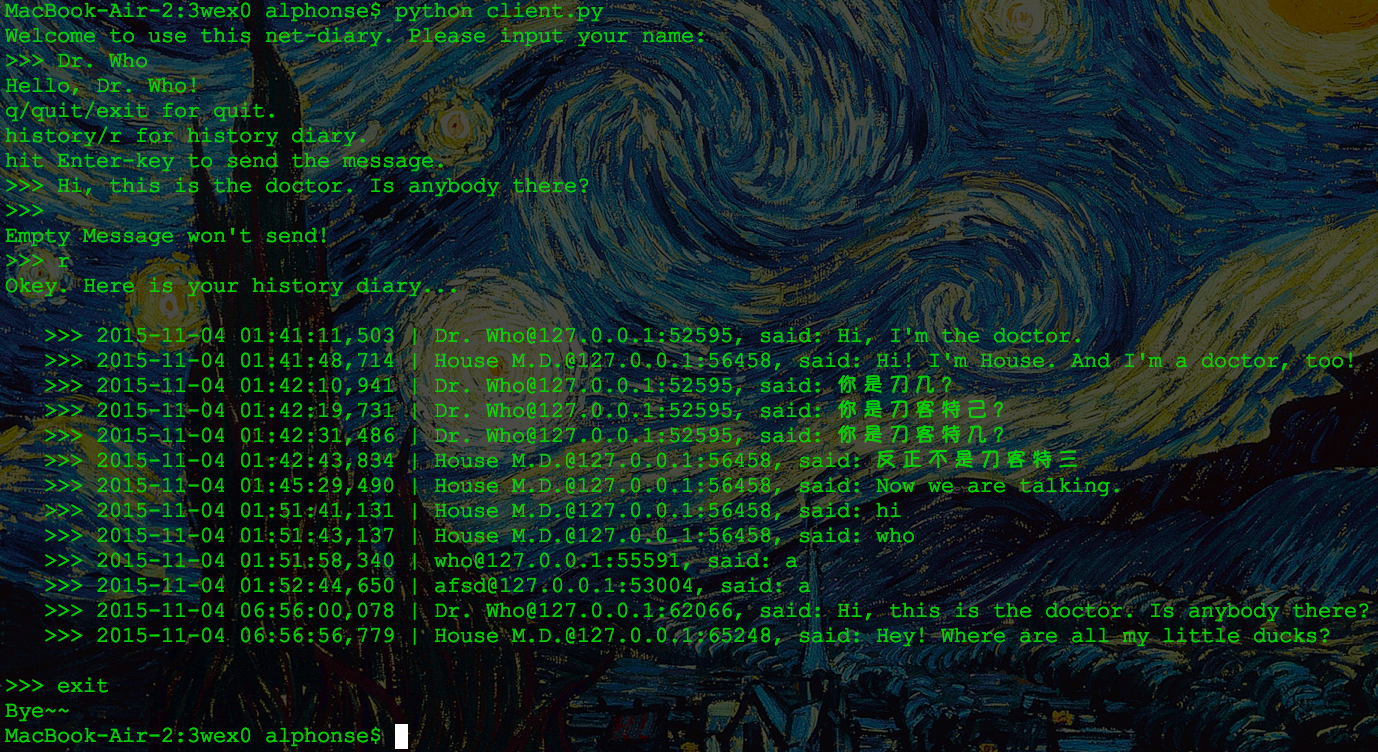 MacBook-Air-2:3wex0 alphonse$ python client.py
Welcome to use this net-diary. Please input your name:
>>> Dr. Who
Hello, Dr. Who!
q/quit/exit for quit.
history/r for history diary.
hit Enter-key to send the message.
>>> Hi, this is the doctor. Is anybody there?
>>>
Empty Message won't send!
>>> r
Okey. Here is your history diary...
>>> 2015-11-04 01:41:11,503 | Dr. Who@127.0.0.1:52595, said: Hi, I'm the doctor.
>>> 2015-11-04 01:41:48,714 | House M.D.@127.0.0.1:56458, said: Hi! I'm House. And I'm a doctor, too!
>>> 2015-11-04 01:42:10,941 | Dr. Who@127.0.0.1:52595, said: 你是刀几?
>>> 2015-11-04 01:42:19,731 | Dr. Who@127.0.0.1:52595, said: 你是刀客特己?
>>> 2015-11-04 01:42:31,486 | Dr. Who@127.0.0.1:52595, said: 你是刀客特几?
>>> 2015-11-04 01:42:43,834 | House M.D.@127.0.0.1:56458, said: 反正不是刀客特三
>>> 2015-11-04 01:45:29,490 | House M.D.@127.0.0.1:56458, said: Now we are talking.
>>> 2015-11-04 01:51:41,131 | House M.D.@127.0.0.1:56458, said: hi
>>> 2015-11-04 01:51:43,137 | House M.D.@127.0.0.1:56458, said: who
>>> 2015-11-04 01:51:58,340 | who@127.0.0.1:55591, said: a
>>> 2015-11-04 01:52:44,650 | afsd@127.0.0.1:53004, said: a
>>> 2015-11-04 06:56:00,078 | Dr. Who@127.0.0.1:62066, said: Hi, this is the doctor. Is anybody there?
>>> 2015-11-04 06:56:56,779 | House M.D.@127.0.0.1:65248, said: Hey! Where are all my little ducks?
>>> exit
Bye~~
MacBook-Air-2:3wex0 alphonse$